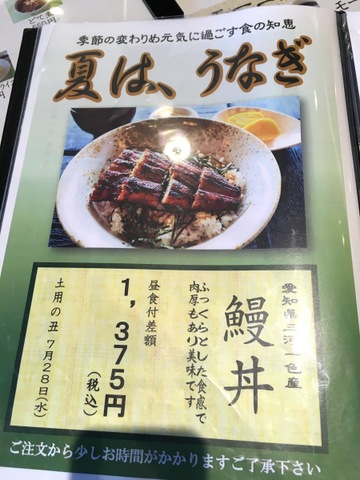 季節の変わりめ元気に過ごす食の知恵
夏は、うなぎ
愛知県三河一色産
鰻丼
ふっくらとした食感で
肉厚もあり美味です
昼食付差額
1,375円
(税込)
土用の丑 7月28日(水)
ご注文から少しお時間がかかりますご了承下さい